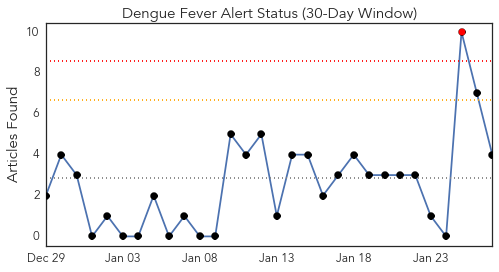 Dengue Fever Alert Status (30-Day Window)
Articles Found
10
8
6
4
2
0
Dec 29 Jan 03 Jan 08 Jan 13 Jan 18 Jan 23